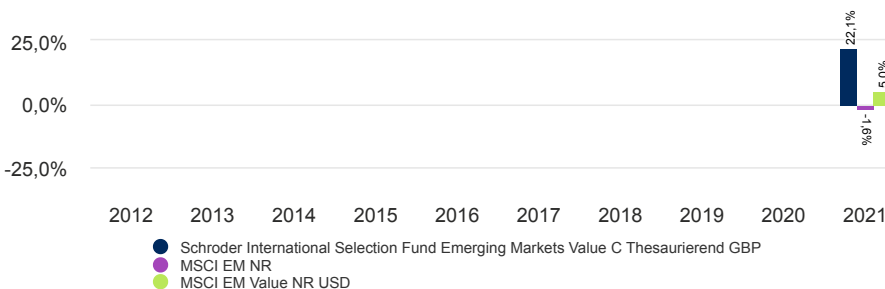 22,1%
5,0%
-1,6%
25,0%
0,0%
-25,0%
2012 2013 2014 2015 2016 2017 2018 2019 2020 2021
Schroder International Selection Fund Emerging Markets Value C Thesaurierend GBP
MSCI EM NR
MSCI EM Value NR USD